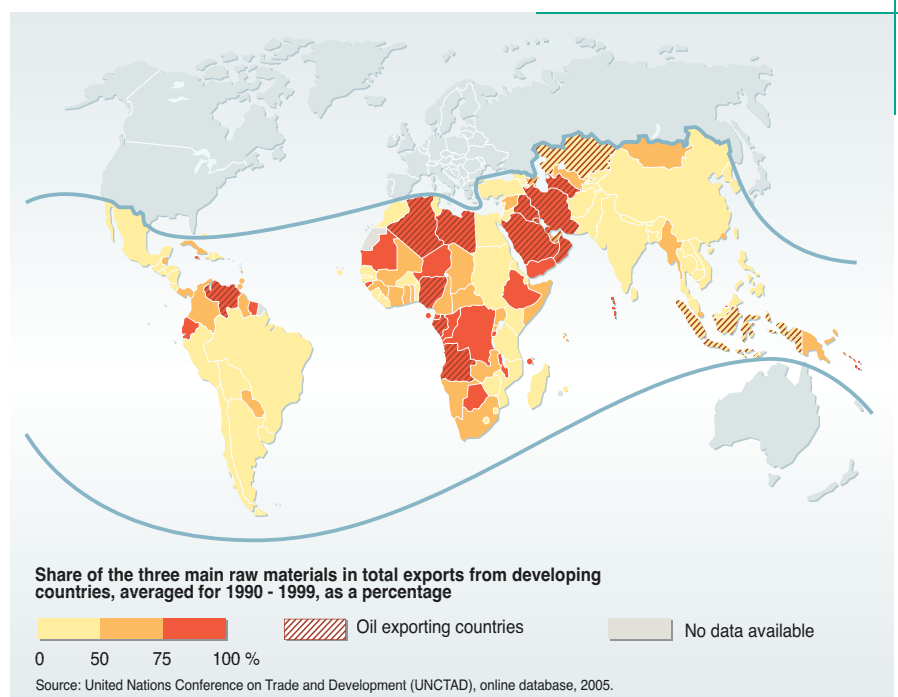 Share of the three main raw materials in total exports from developing
countries, averaged for 1990 - 1999, as a percentage
Oil exporting countries
No data available
0 50 75 100 %
Source: United Nations Conference on Trade and Development (UNCTAD), online database, 2005.